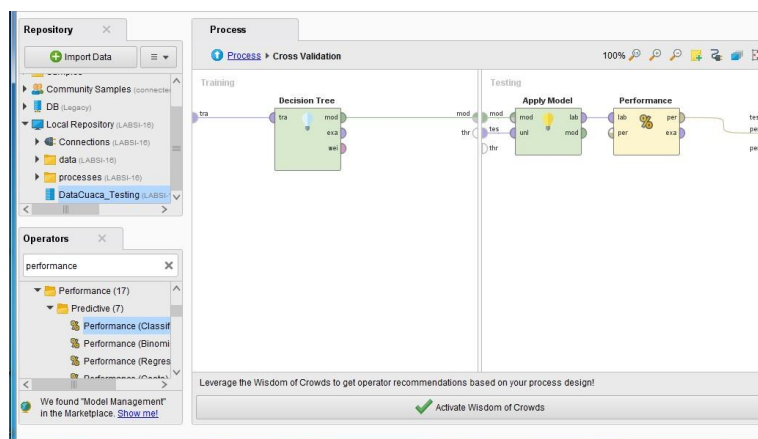 Repository
Import Data
Community Samples (connected
DB (Legacy)
Local Repository (LABSI-16)
Connections (LABSI-16)
data (LABSI-16)
processes (LABSI-16)
DataCuaca_Testing (LABSI-
Operators
performance
Performance (17)
Predictive (7)
Performance (Classif
Performance (Binomi
Performance (Regres
We found "Model Management"
in the Marketplace. Show me!
Process
Process Cross Validation
100%
Training
Decision Tree
tra
tra
mod
exa
wei
mod
thr
Testing
Apply Model
mod
tes
thr
mod
unl
lab
mod
Performance
lab
per
per
exa
tes
pe
pe
Leverage the Wisdom of Crowds to get operator recommendations based on your process design!
Activate Wisdom of Crowds